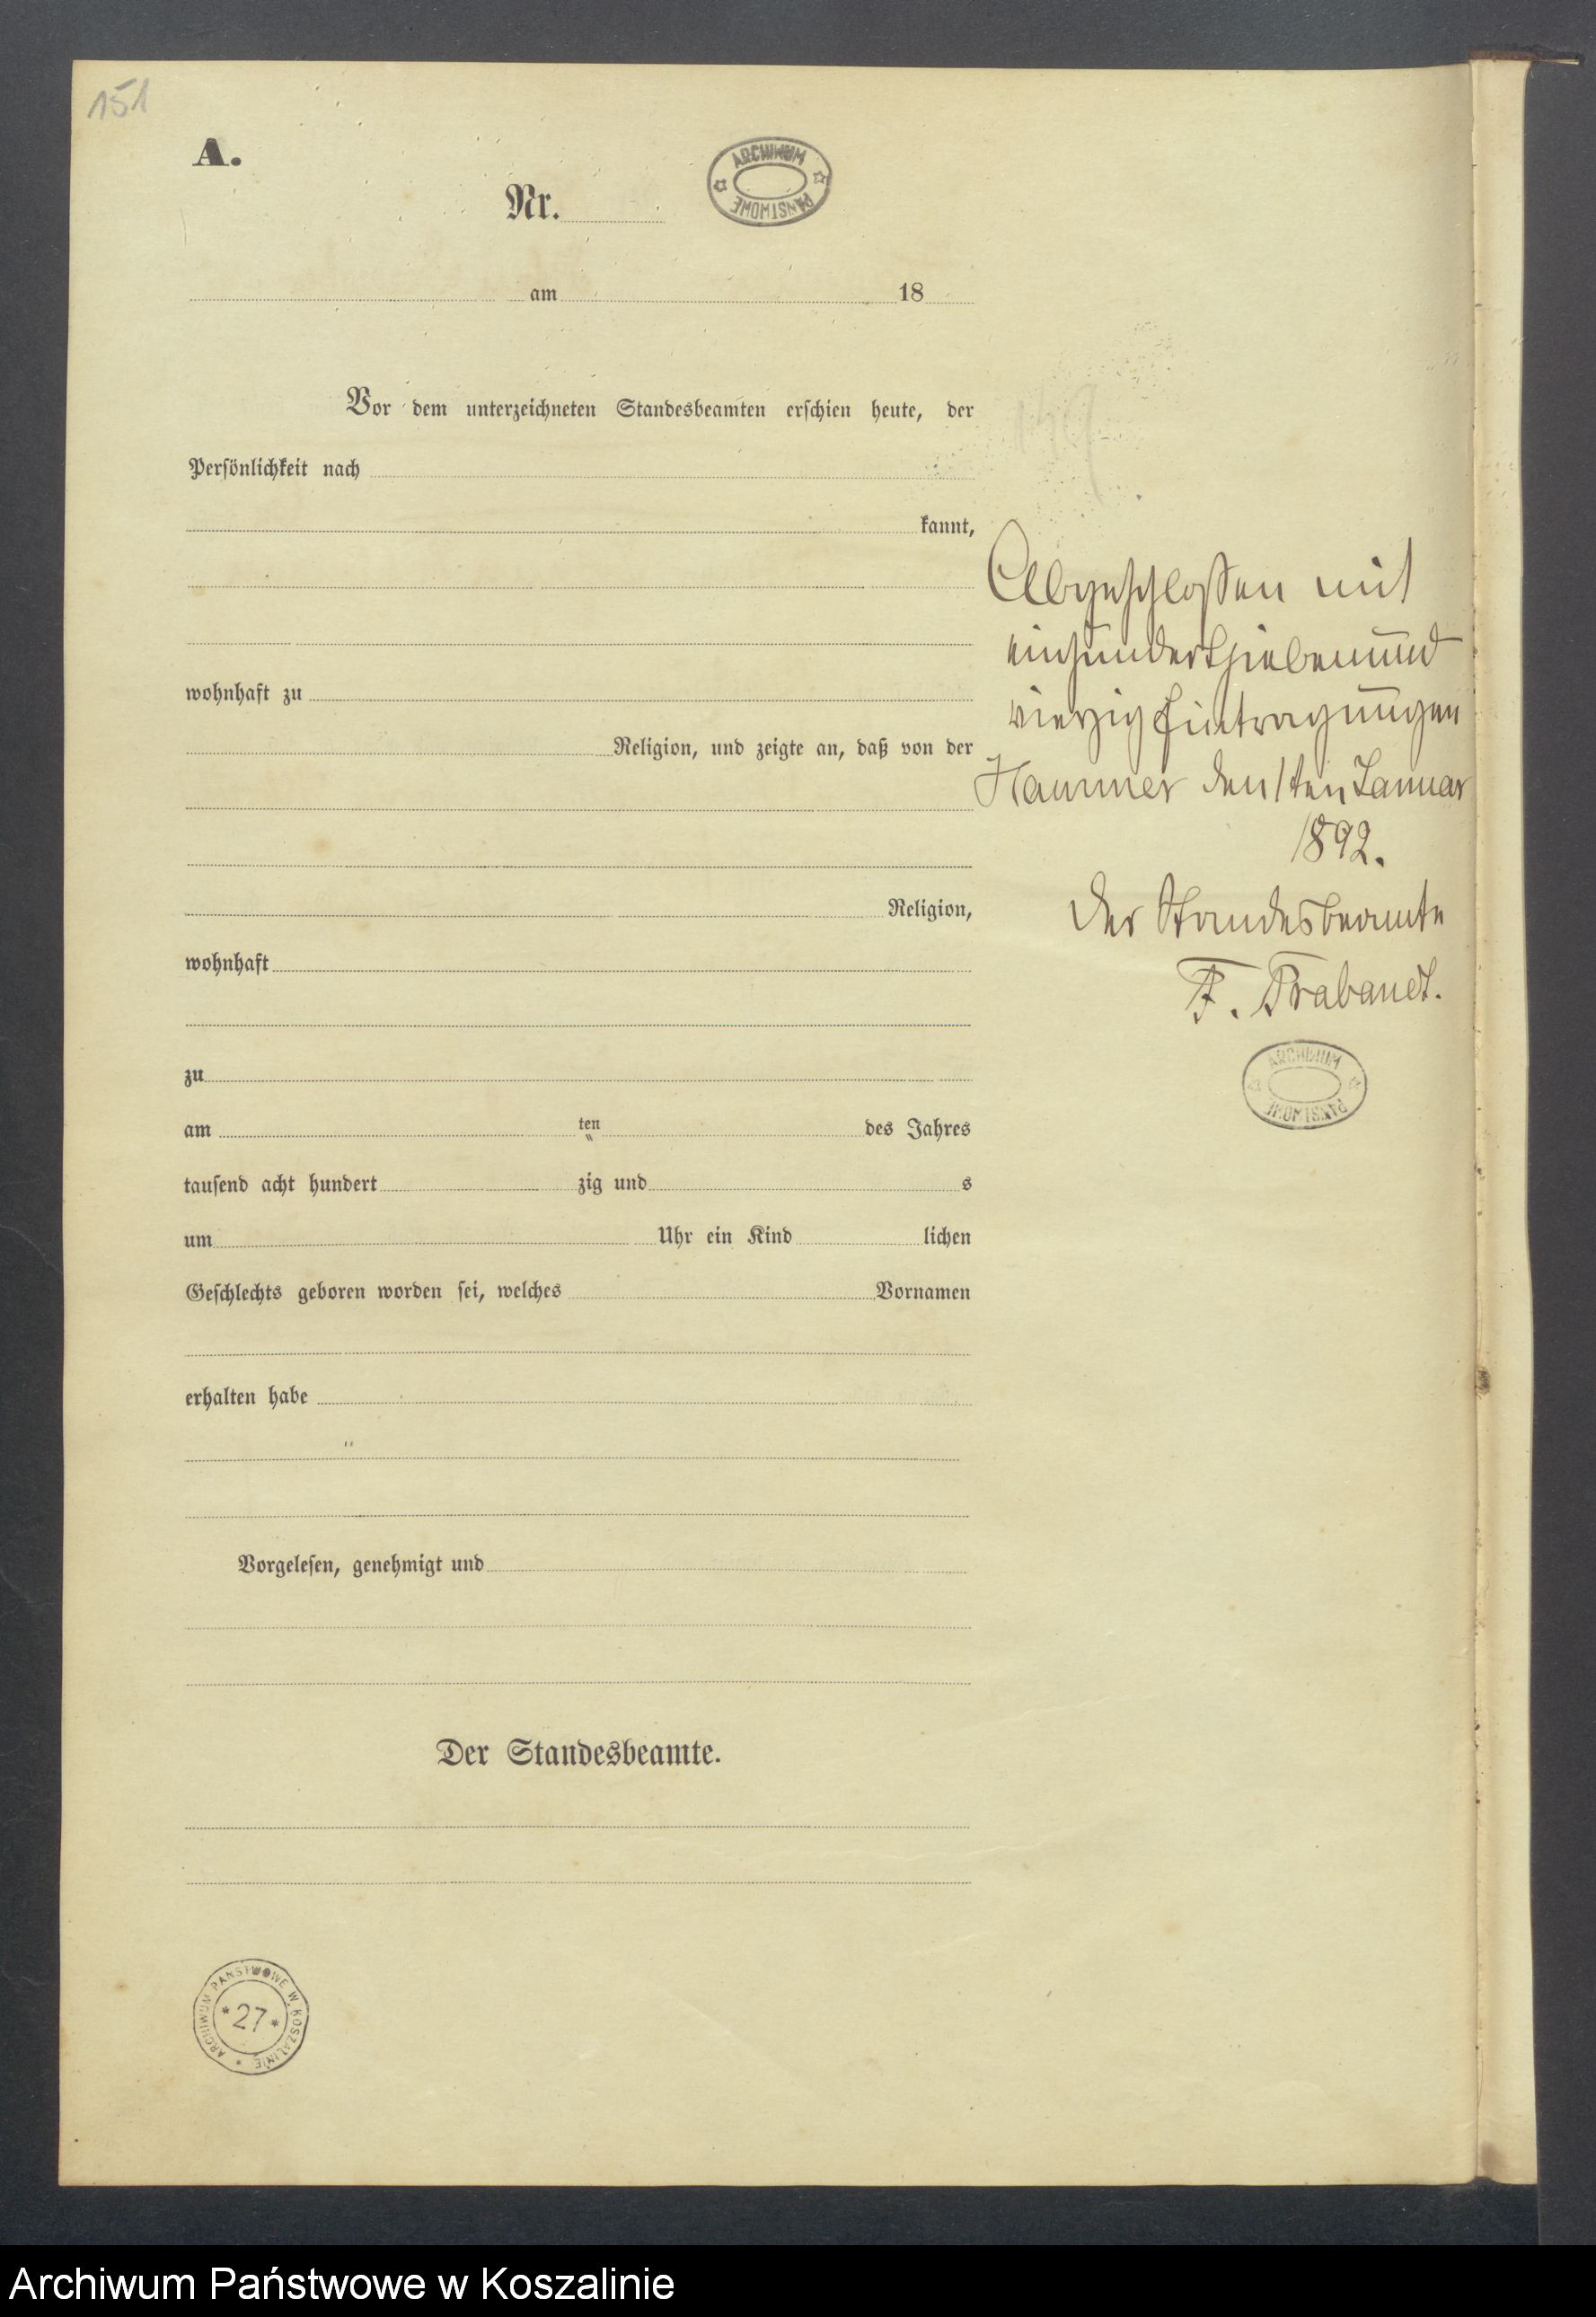 151
A.
ARCHIWUM PAŃSTWOWE
Nr.
am 18
Vor dem unterzeichneten Standesbeamten erschien heute, der
Persönlichkeit nach
kannt,
wohnhaft zu
Religion, und zeigte an, daß von der
Religion,
wohnhaft
zu
am ten des Jahres
tausend acht hundert zig und s
um Uhr ein Kind lichen
Geschlechts geboren worden sei, welches Vornamen
erhalten habe
Vorgelesen, genehmigt und
Der Standesbeamte.
Abgeschlossen mit
einhundertsiebenund
vierzig Eintragungen
Hammer den 1ten Januar
1892.
Der Standesbeamte
F. Brabandt.
ARCHIWUM PAŃSTWOWE
ARCHIWUM PAŃSTWOWE W KOSZALINIE
*27*
Archiwum Państwowe w Koszalinie